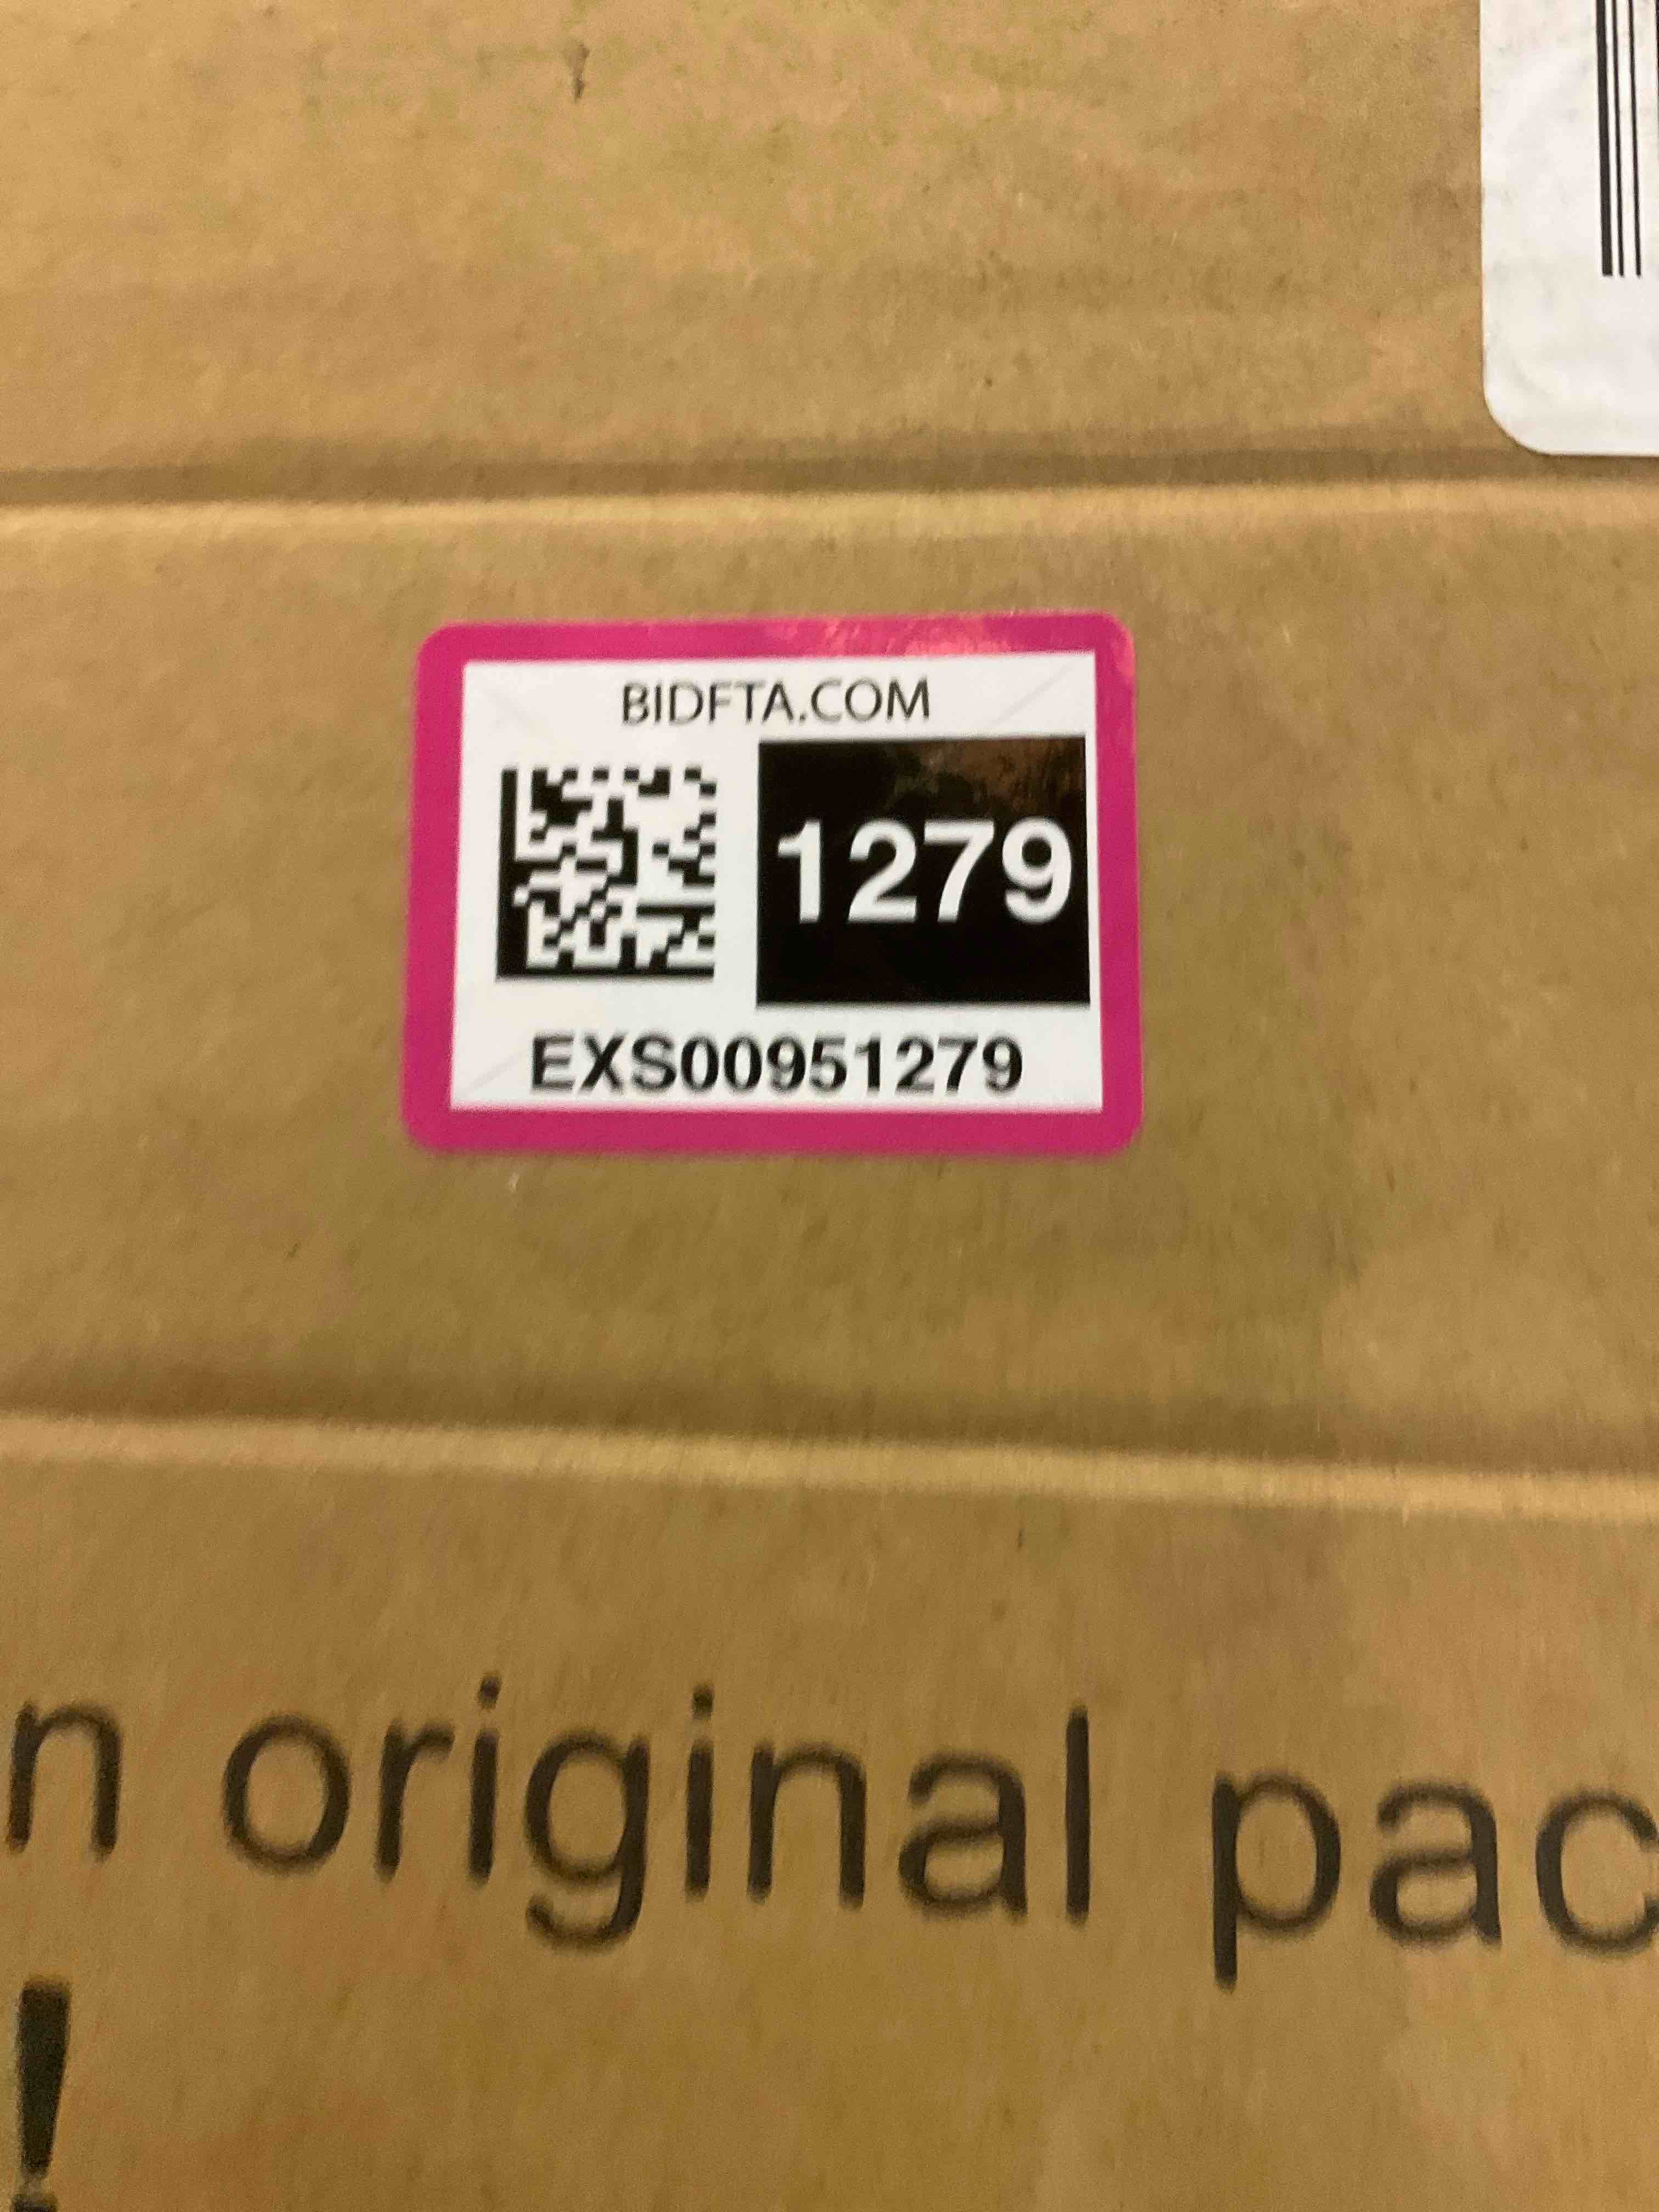 BIDFTA.COM
1279
EXS00951279
n original pac
!